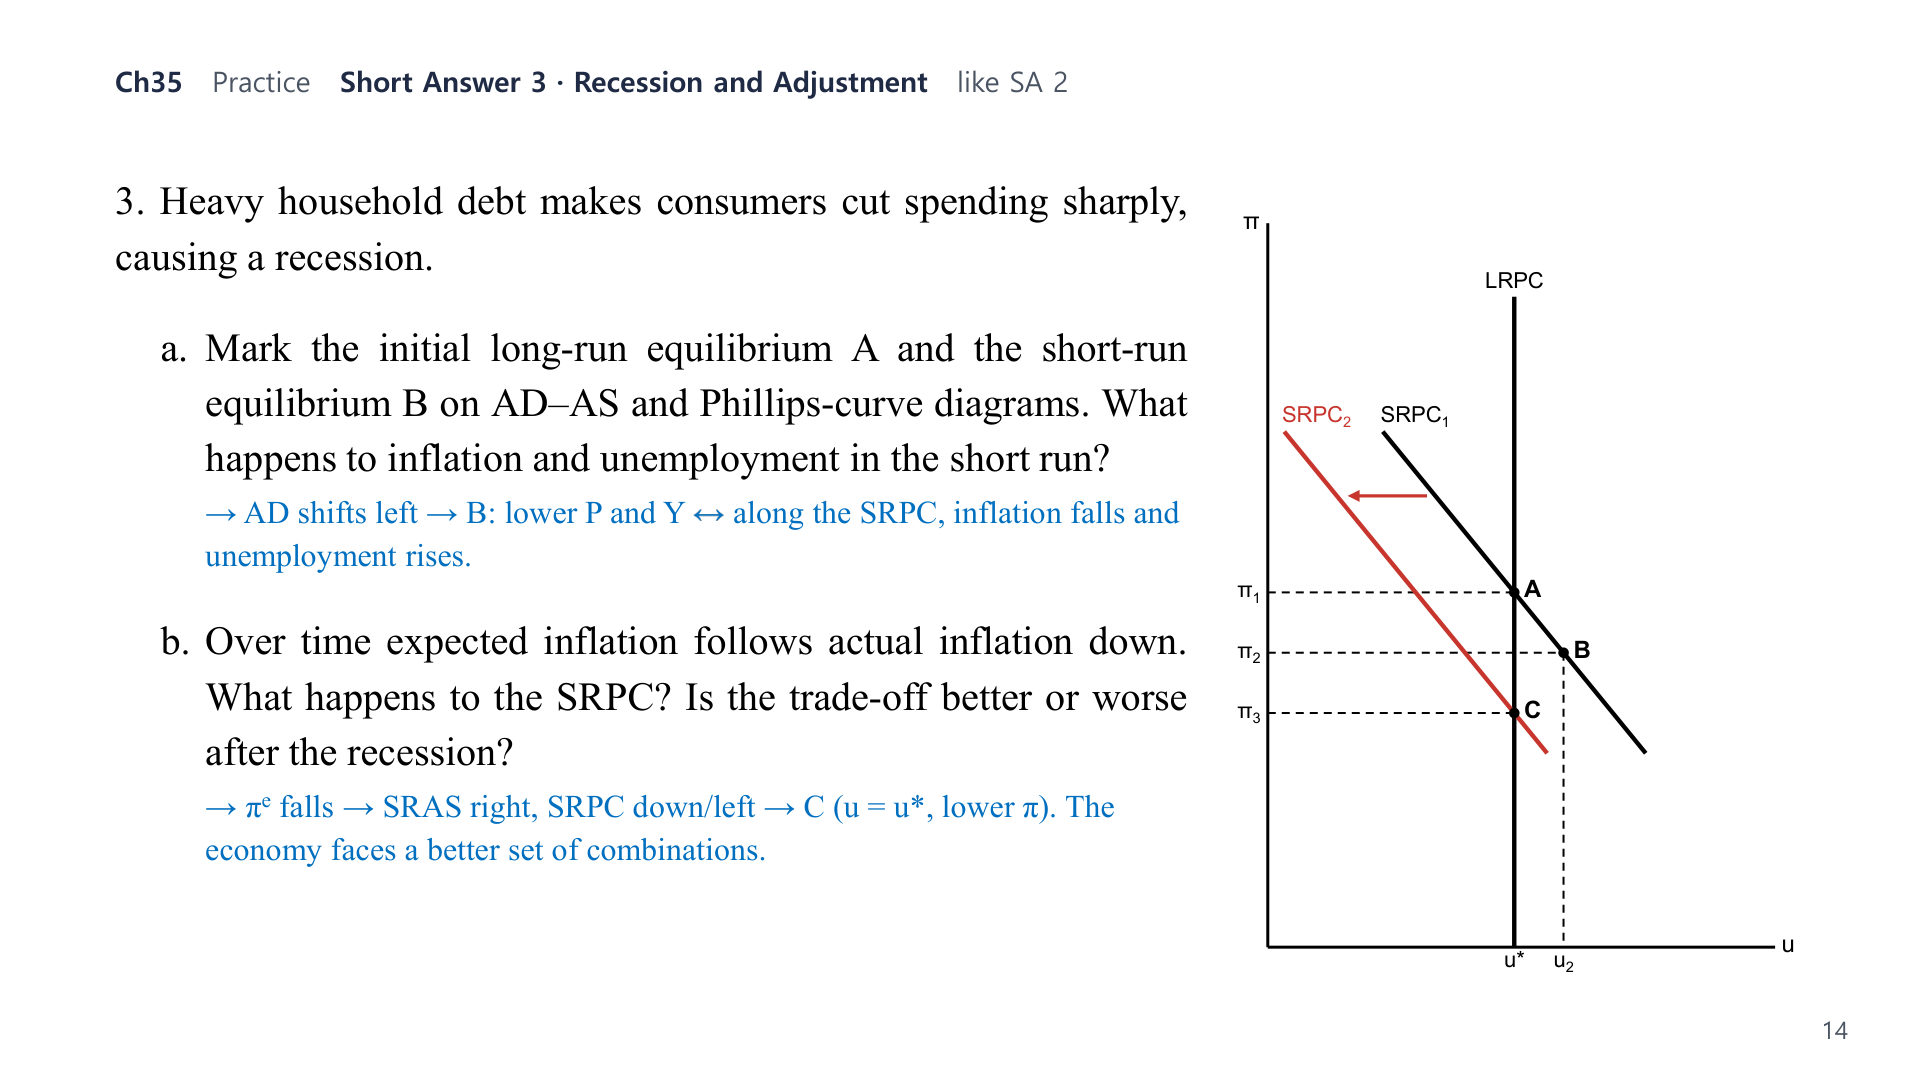 Ch35 Practice Short Answer 3 · Recession and Adjustment like SA 2
3. Heavy household debt makes consumers cut spending sharply,
causing a recession.
a. Mark the initial long-run equilibrium A and the short-run
equilibrium B on AD–AS and Phillips-curve diagrams. What
happens to inflation and unemployment in the short run?
→ AD shifts left → B: lower P and Y ↔ along the SRPC, inflation falls and
unemployment rises.
b. Over time expected inflation follows actual inflation down.
What happens to the SRPC? Is the trade-off better or worse
after the recession?
→ πᵉ falls → SRAS right, SRPC down/left → C (u = u*, lower π). The
economy faces a better set of combinations.
π
LRPC
SRPC₂ SRPC₁
π₁ A
π₂ B
π₃ C
u
u* u₂
14